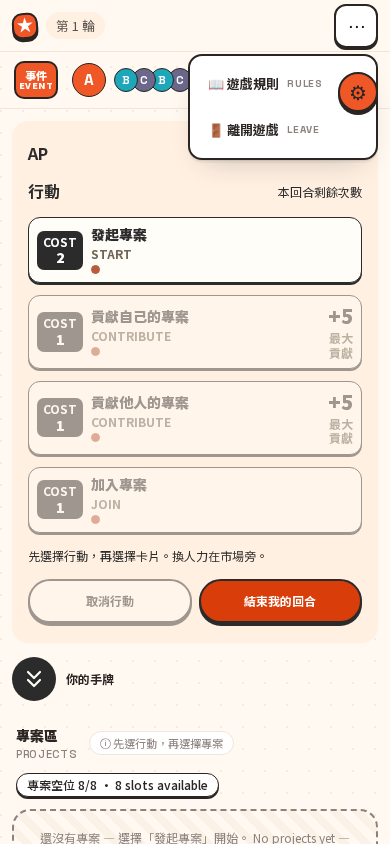 第 1 輪
⋯
事件
EVENT
A
B
C
B
C
📖 遊戲規則 RULES
🚪 離開遊戲 LEAVE
AP
行動
本回合剩餘次數
COST
2
發起專案
START
COST
1
貢獻自己的專案
CONTRIBUTE
+5
最大
貢獻
COST
1
貢獻他人的專案
CONTRIBUTE
+5
最大
貢獻
COST
1
加入專案
JOIN
先選擇行動，再選擇卡片。換人力在市場旁。
取消行動
結束我的回合
你的手牌
專案區
PROJECTS
ⓘ 先選行動，再選擇專案
專案空位 8/8 · 8 slots available
還沒有專案 — 選擇「發起專案」開始。 No projects yet —